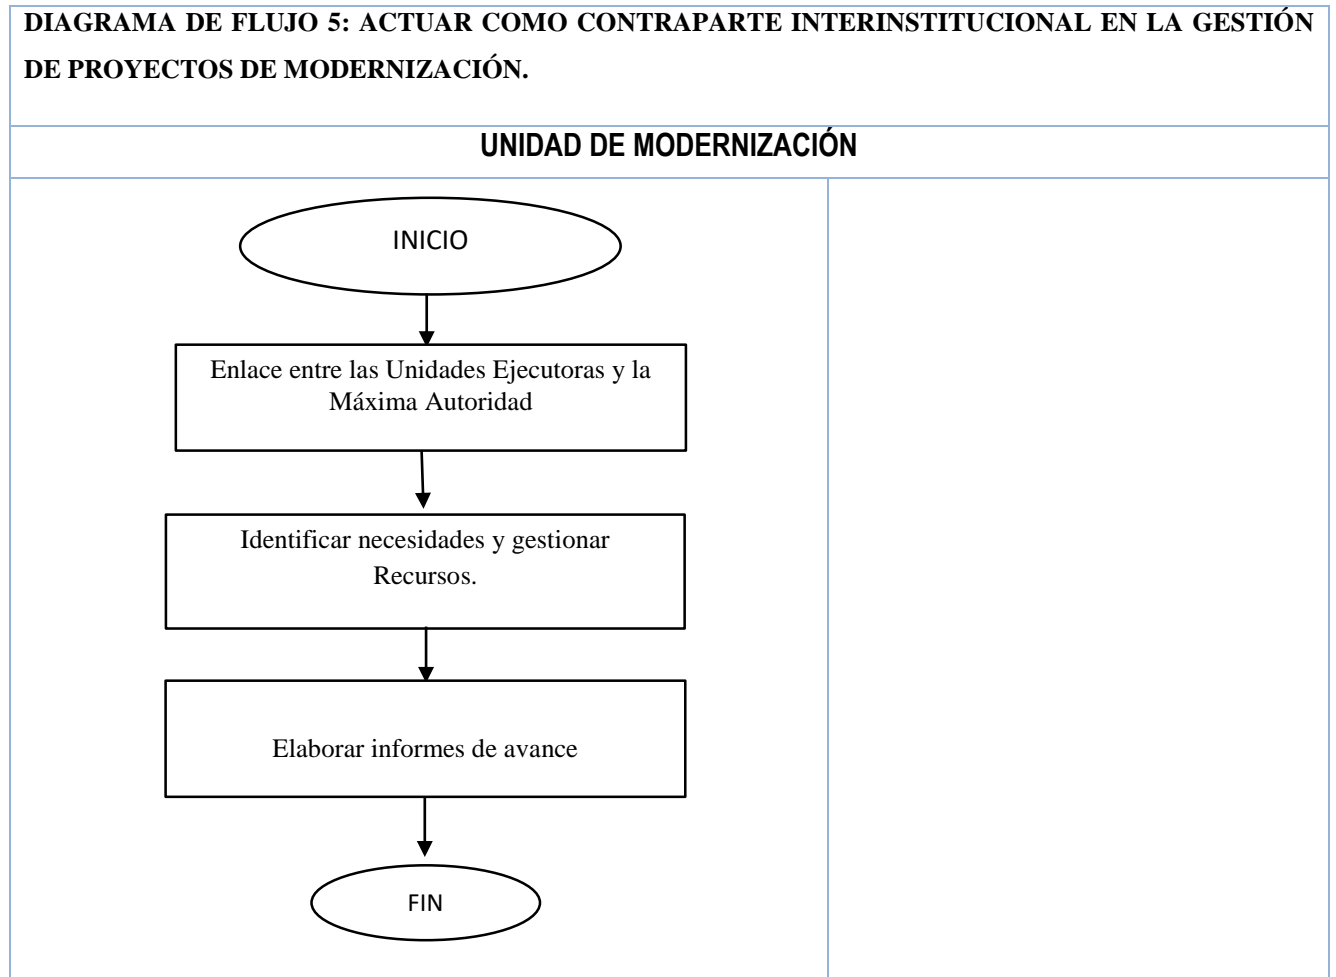 DIAGRAMA DE FLUJO 5: ACTUAR COMO CONTRAPARTE INTERINSTITUCIONAL EN LA GESTIÓN
DE PROYECTOS DE MODERNIZACIÓN.
UNIDAD DE MODERNIZACIÓN
INICIO
Enlace entre las Unidades Ejecutoras y la
Máxima Autoridad
Identificar necesidades y gestionar
Recursos.
Elaborar informes de avance
FIN